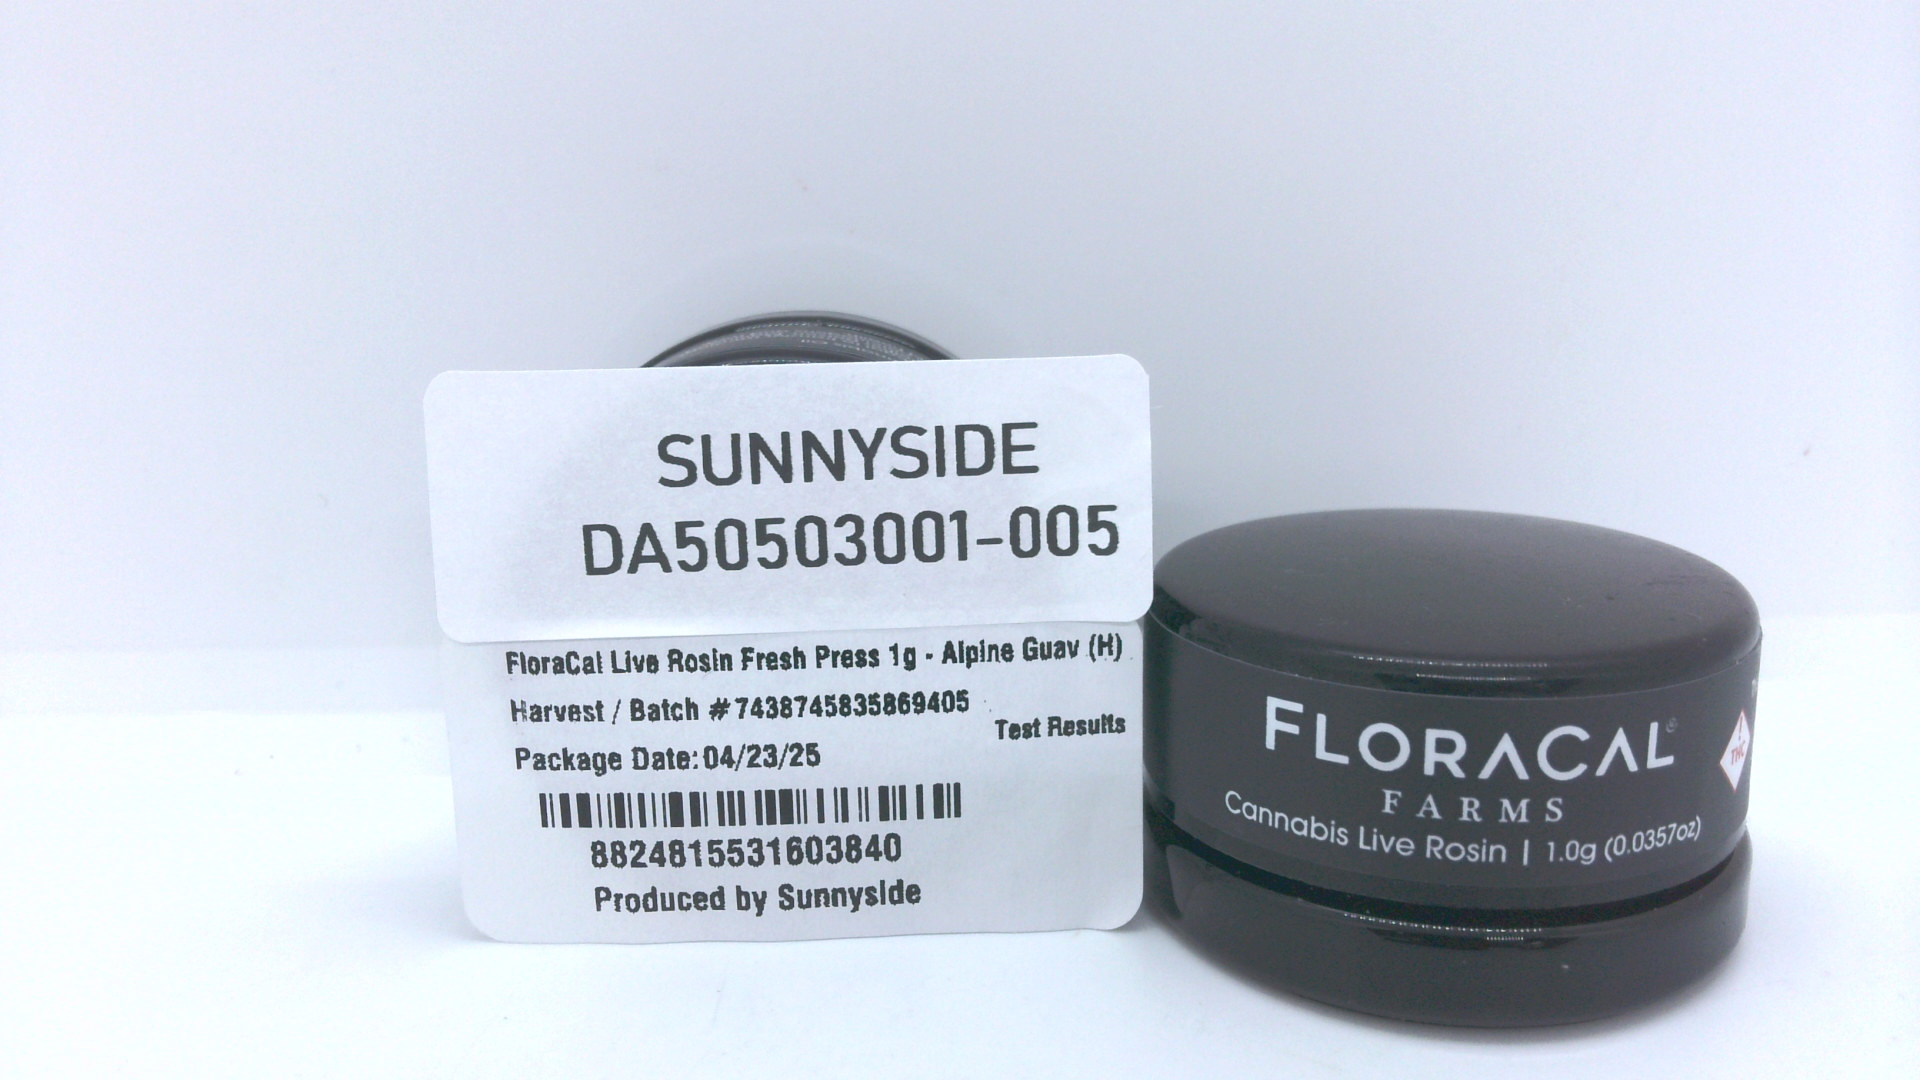 SUNNYSIDE
DA50503001-005
FloraCal Live Rosin Fresh Press 1g - Alpine Guav (H)
Harvest / Batch #7438745835869405
Test Results
Package Date: 04/23/25
8824815531603840
Produced by Sunnyside
FLORACAL®
FARMS
Cannabis Live Rosin | 1.0g (0.0357oz)
!
THC